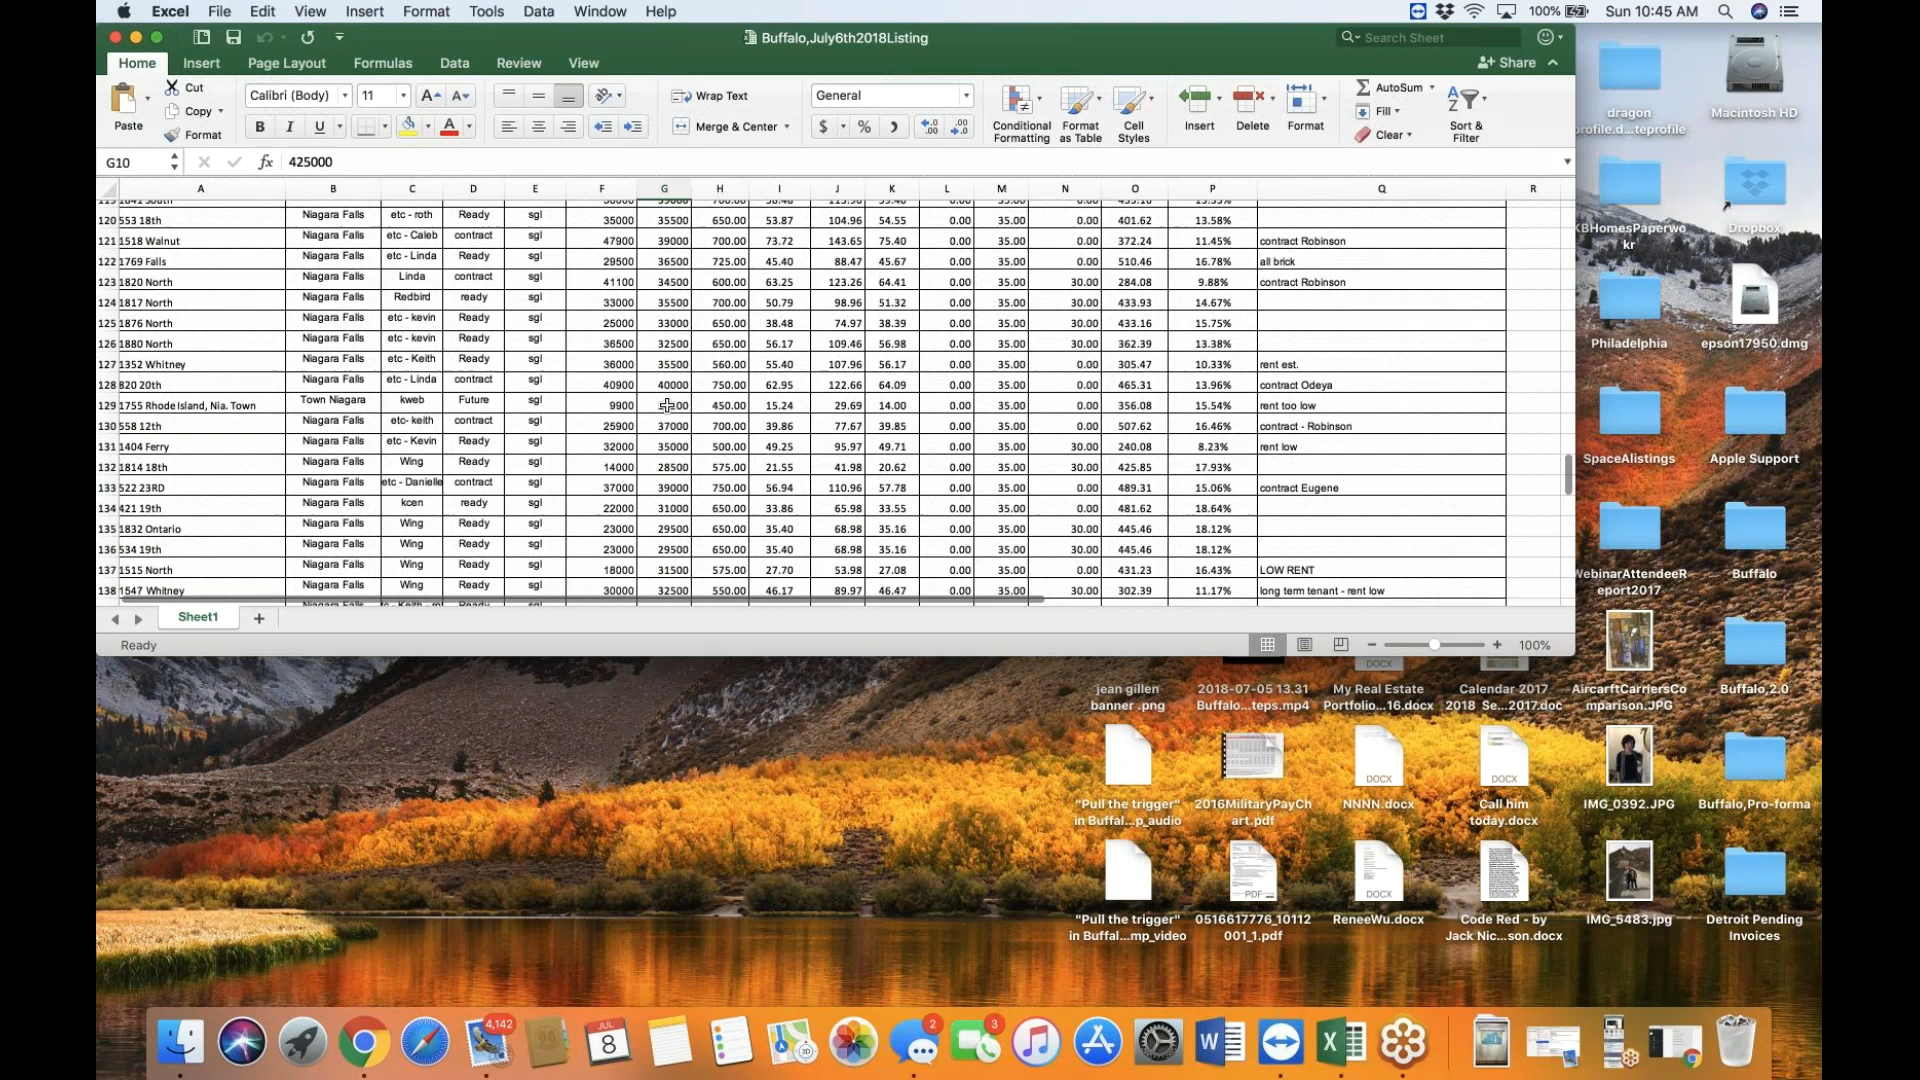 Excel File Edit View Insert Format Tools Data Window Help 100% Sun 10:45 AM
Buffalo,July6th2018Listing
Search Sheet
Home Insert Page Layout Formulas Data Review View Share
Cut
Copy
Format
Paste
Calibri (Body) 11
B I U
Wrap Text
Merge & Center
General
$ %
Conditional Formatting
Format as Table
Cell Styles
Insert Delete Format
AutoSum
Fill
Clear
Sort & Filter
G10 fx 425000
A B C D E F G H I J K L M N O P Q R
120 553 18th Niagara Falls etc - roth Ready sgl 35000 35500 650.00 53.87 104.96 54.55 0.00 35.00 0.00 401.62 13.58%
121 1518 Walnut Niagara Falls etc - Caleb contract sgl 47900 39000 700.00 73.72 143.65 75.40 0.00 35.00 0.00 372.24 11.45% contract Robinson
122 1769 Falls Niagara Falls etc - Linda Ready sgl 29500 36500 725.00 45.40 88.47 45.67 0.00 35.00 0.00 510.46 16.78% all brick
123 1820 North Niagara Falls Linda contract sgl 41100 34500 600.00 63.25 123.26 64.41 0.00 35.00 30.00 284.08 9.88% contract Robinson
124 1817 North Niagara Falls Redbird ready sgl 33000 35500 700.00 50.79 98.96 51.32 0.00 35.00 30.00 433.93 14.67%
125 1876 North Niagara Falls etc - kevin Ready sgl 25000 33000 650.00 38.48 74.97 38.39 0.00 35.00 30.00 433.16 15.75%
126 1880 North Niagara Falls etc - kevin Ready sgl 36500 32500 650.00 56.17 109.46 56.98 0.00 35.00 30.00 362.39 13.38%
127 1352 Whitney Niagara Falls etc - Keith Ready sgl 36000 35500 560.00 55.40 107.96 56.17 0.00 35.00 0.00 305.47 10.33% rent est.
128 820 20th Niagara Falls etc - Linda contract sgl 40900 40000 750.00 62.95 122.66 64.09 0.00 35.00 0.00 465.31 13.96% contract Odeya
129 1755 Rhode Island, Nia. Town Town Niagara kweb Future sgl 9900 450.00 15.24 29.69 14.00 0.00 35.00 0.00 356.08 15.54% rent too low
130 558 12th Niagara Falls etc- keith contract sgl 25900 37000 700.00 39.86 77.67 39.85 0.00 35.00 0.00 507.62 16.46% contract - Robinson
131 1404 Ferry Niagara Falls etc - Kevin Ready sgl 32000 35000 500.00 49.25 95.97 49.71 0.00 35.00 30.00 240.08 8.23% rent low
132 1814 18th Niagara Falls Wing Ready sgl 14000 28500 575.00 21.55 41.98 20.62 0.00 35.00 30.00 425.85 17.93%
133 522 23RD Niagara Falls etc - Danielle contract sgl 37000 39000 750.00 56.94 110.96 57.78 0.00 35.00 0.00 489.31 15.06% contract Eugene
134 421 19th Niagara Falls kcen ready sgl 22000 31000 650.00 33.86 65.98 33.55 0.00 35.00 0.00 481.62 18.64%
135 1832 Ontario Niagara Falls Wing Ready sgl 23000 29500 650.00 35.40 68.98 35.16 0.00 35.00 30.00 445.46 18.12%
136 534 19th Niagara Falls Wing Ready sgl 23000 29500 650.00 35.40 68.98 35.16 0.00 35.00 30.00 445.46 18.12%
137 1515 North Niagara Falls Wing Ready sgl 18000 31500 575.00 27.70 53.98 27.08 0.00 35.00 30.00 431.23 16.43% LOW RENT
138 1547 Whitney Niagara Falls Wing Ready sgl 30000 32500 550.00 46.17 89.97 46.47 0.00 35.00 30.00 302.39 11.17% long term tenant - rent low
Sheet1
Ready 100%
dragon
profile.d...teprofile
Macintosh HD
KBHomesPaperwo
kr
Dropbox
Philadelphia
epson17950.dmg
SpaceAlistings
Apple Support
WebinarAttendeeR
eport2017
Buffalo
jean gillen
banner .png
2018-07-05 13.31
Buffalo...teps.mp4
DOCX
My Real Estate
Portfolio...16.docx
Calendar 2017
2018 Se...2017.doc
AircarftCarriersCo
mparison.JPG
Buffalo,2.0
"Pull the trigger"
in Buffal...p_audio
2016MilitaryPayCh
art.pdf
DOCX
NNNN.docx
DOCX
Call him
today.docx
IMG_0392.JPG
Buffalo,Pro-forma
"Pull the trigger"
in Buffal...mp_video
PDF
0516617776_10112
001_1.pdf
DOCX
ReneeWu.docx
Code Red - by
Jack Nic...son.docx
IMG_5483.jpg
Detroit Pending
Invoices
4,142
JUL
8
2
3